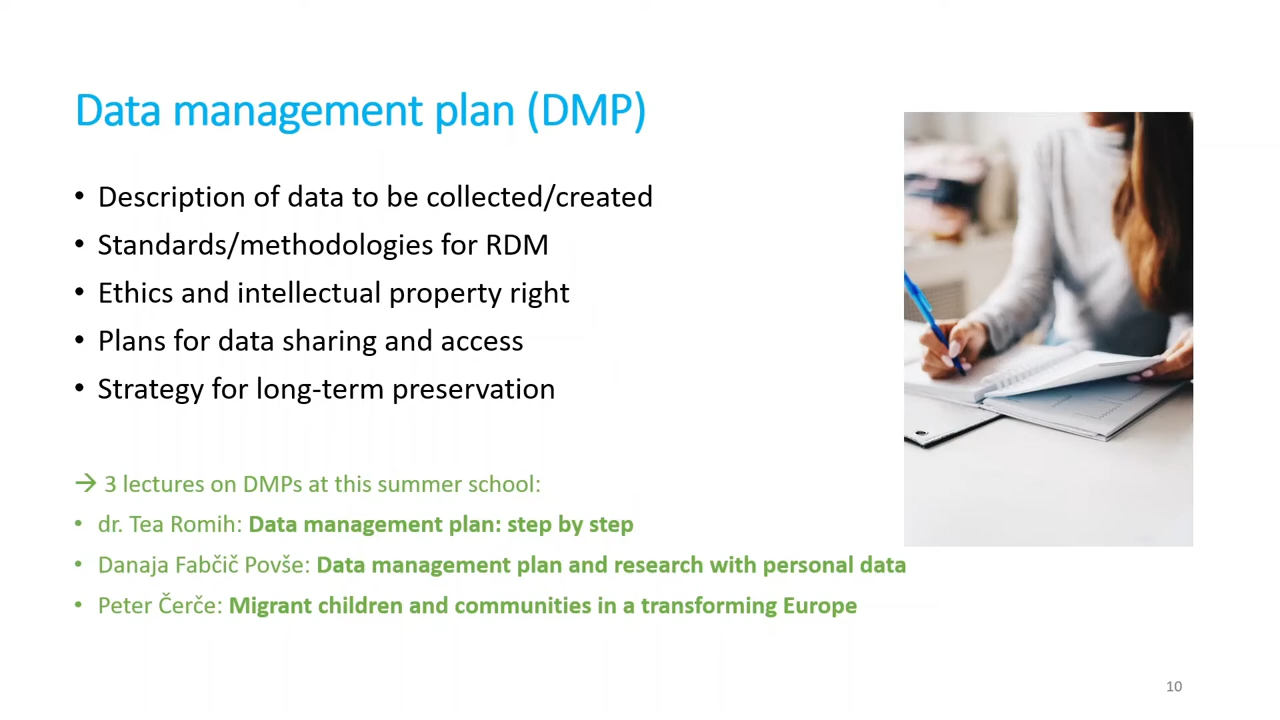 Data management plan (DMP)
• Description of data to be collected/created
• Standards/methodologies for RDM
• Ethics and intellectual property right
• Plans for data sharing and access
• Strategy for long-term preservation
→ 3 lectures on DMPs at this summer school:
• dr. Tea Romih: Data management plan: step by step
• Danaja Fabčič Povše: Data management plan and research with personal data
• Peter Čerče: Migrant children and communities in a transforming Europe
10